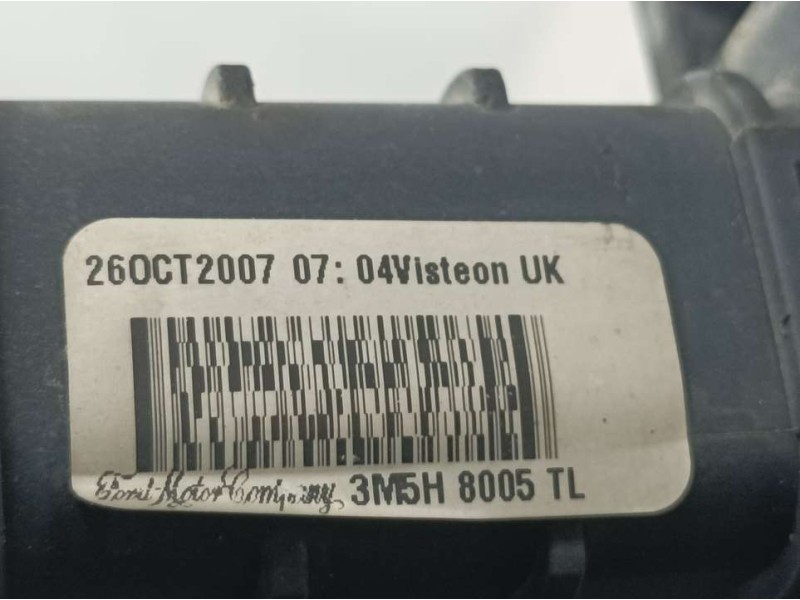 26OCT2007 07: 04Visteon UK
Ford Motor Company 3M5H 8005 TL